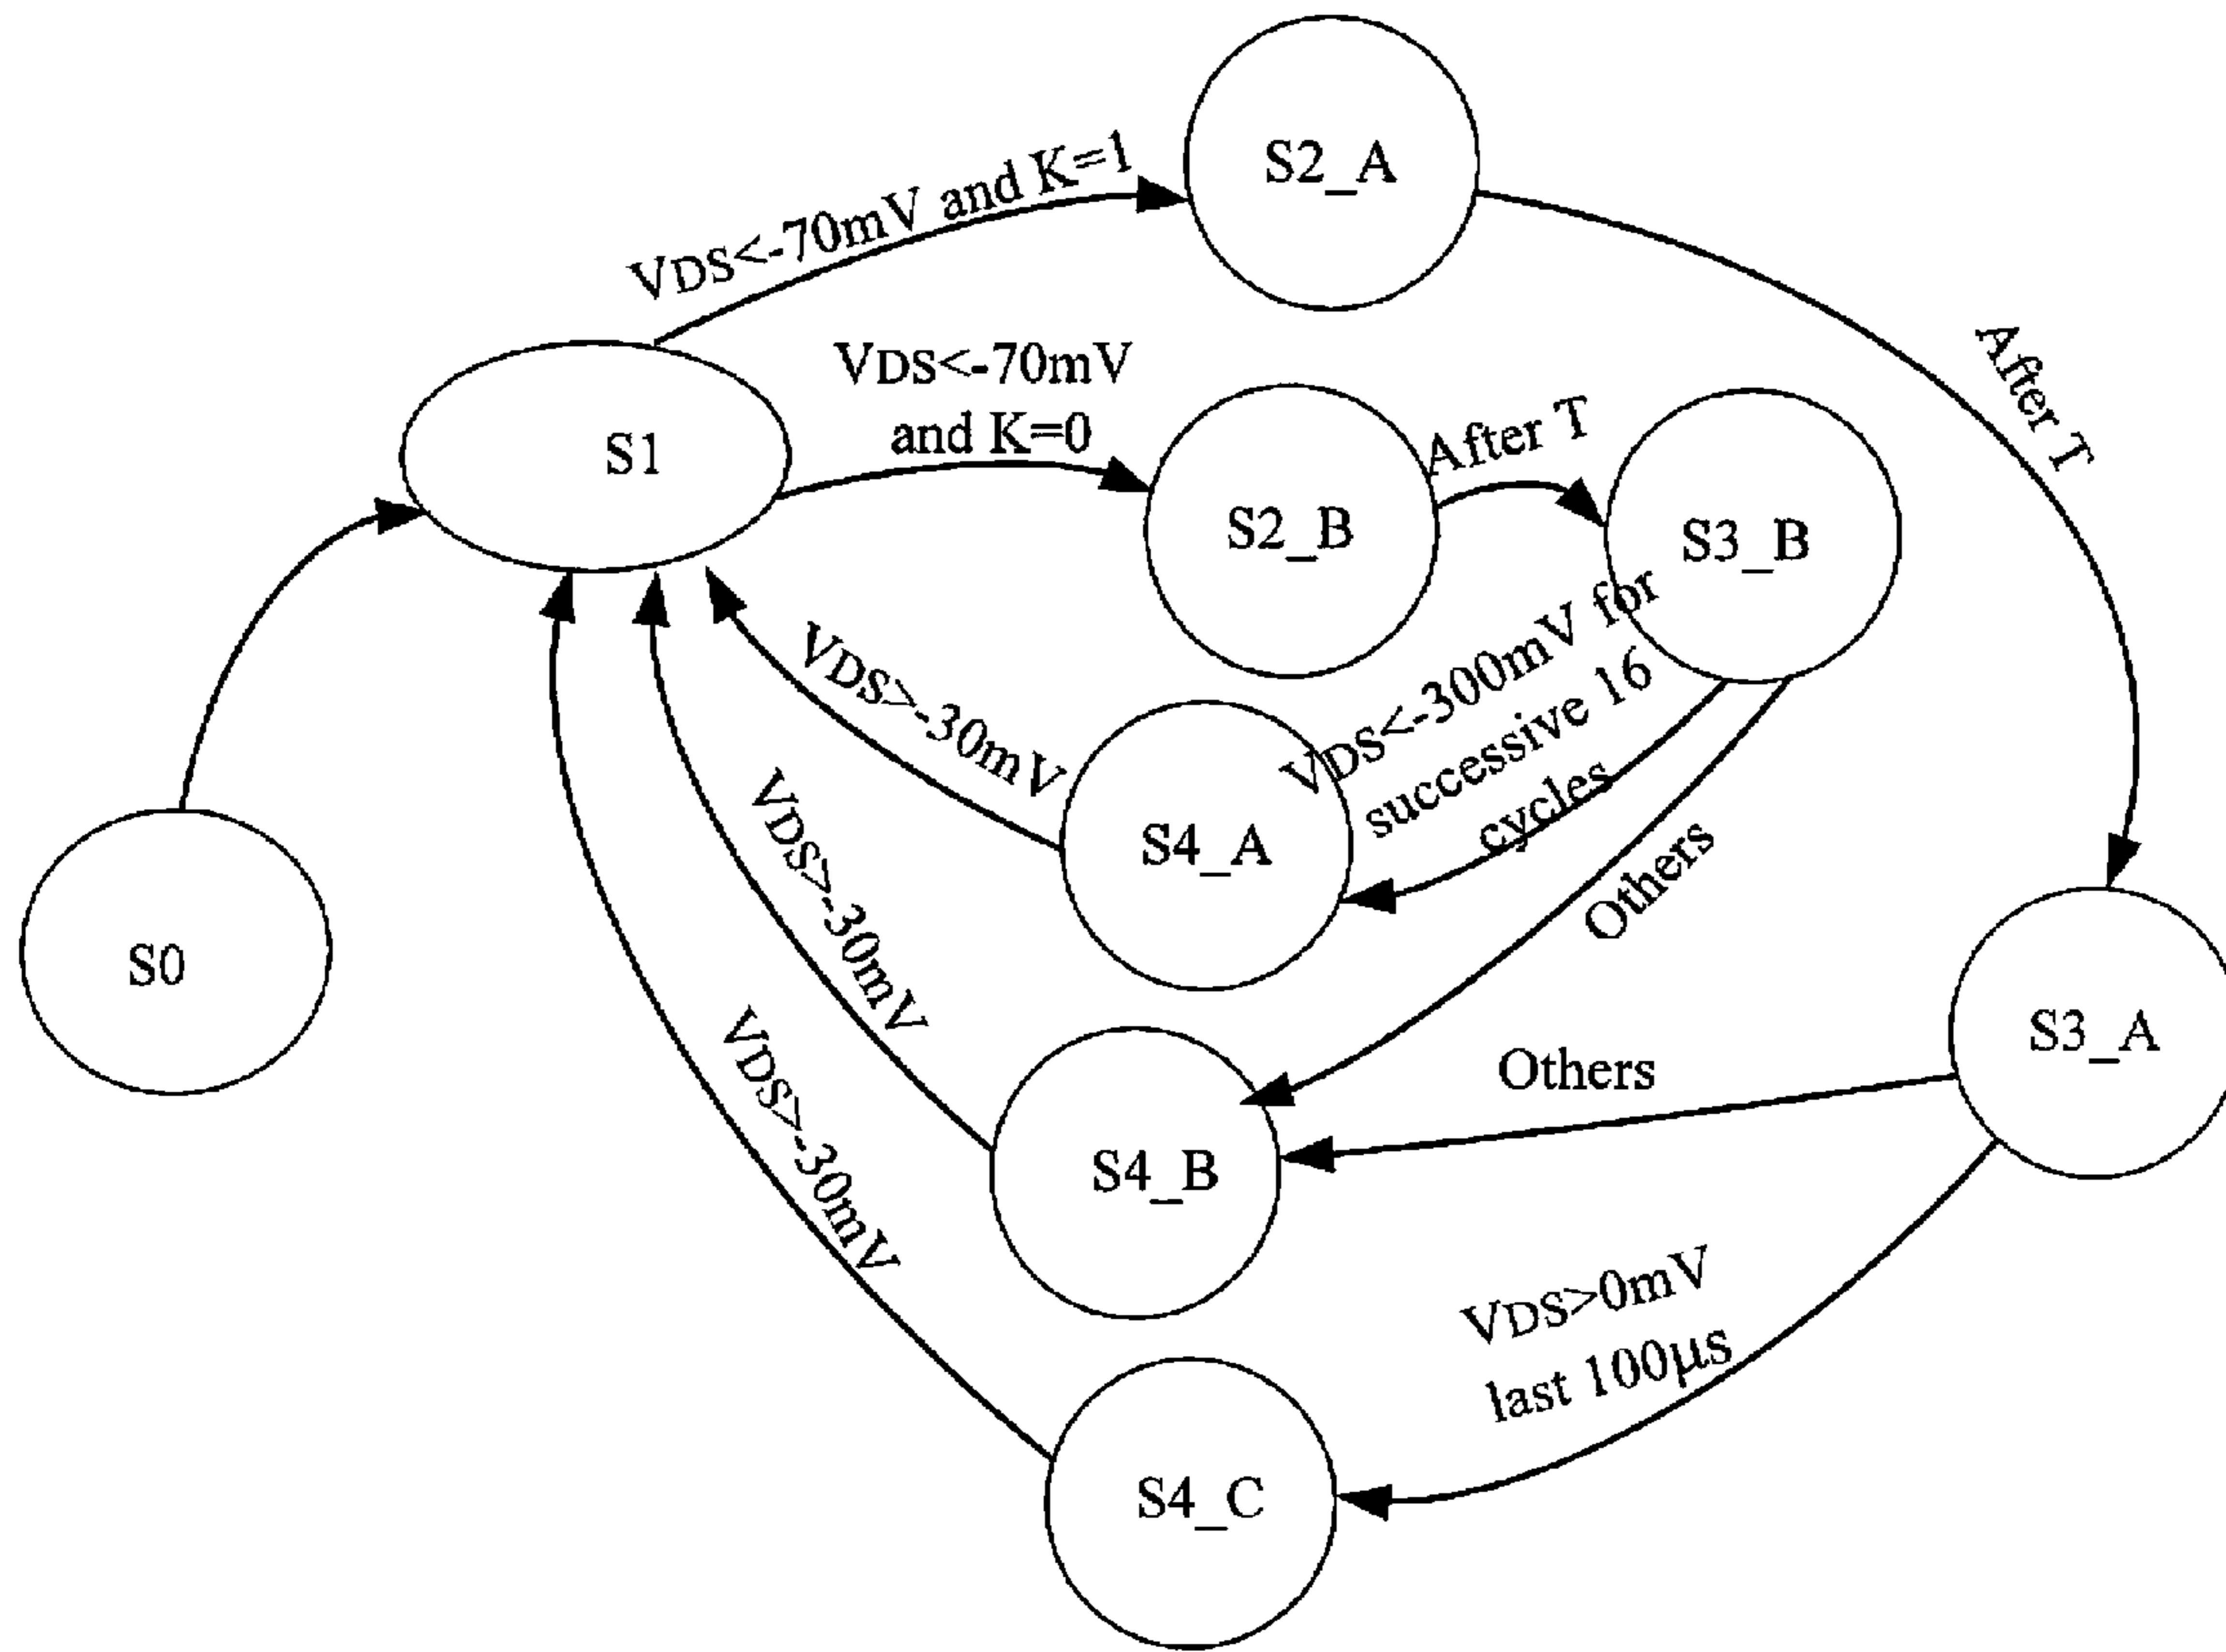 S2_A
VDS<-70mV and K=1
After T
VDS<-70mV
and K=0
S1
S2_B
After T
S3_B
VDS<-300mV for
successive 16
cycles
VDS>-30mV
S4_A
Others
VDS>-30mV
S0
S3_A
Others
S4_B
VDS>-30mV
VDS>0mV
last 100μs
S4_C